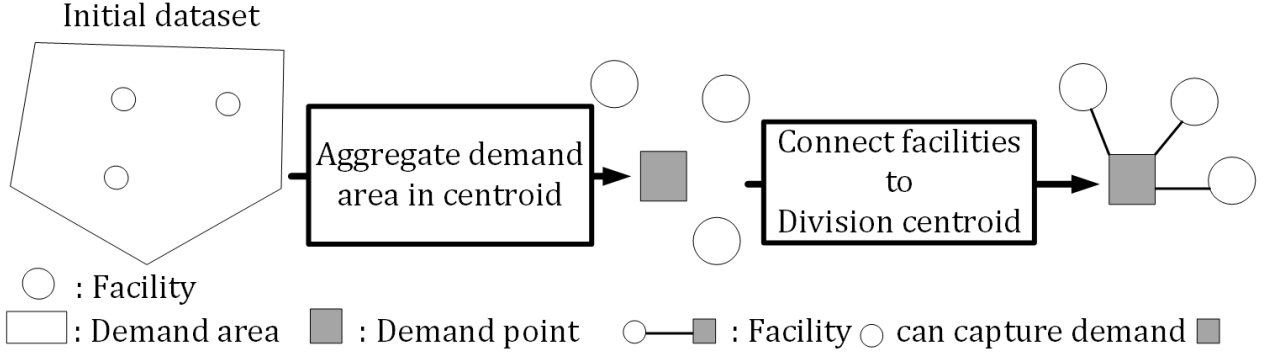 Initial dataset
Aggregate demand
area in centroid
Connect facilities
to
Division centroid
: Facility
: Demand area
: Demand point
: Facility can capture demand